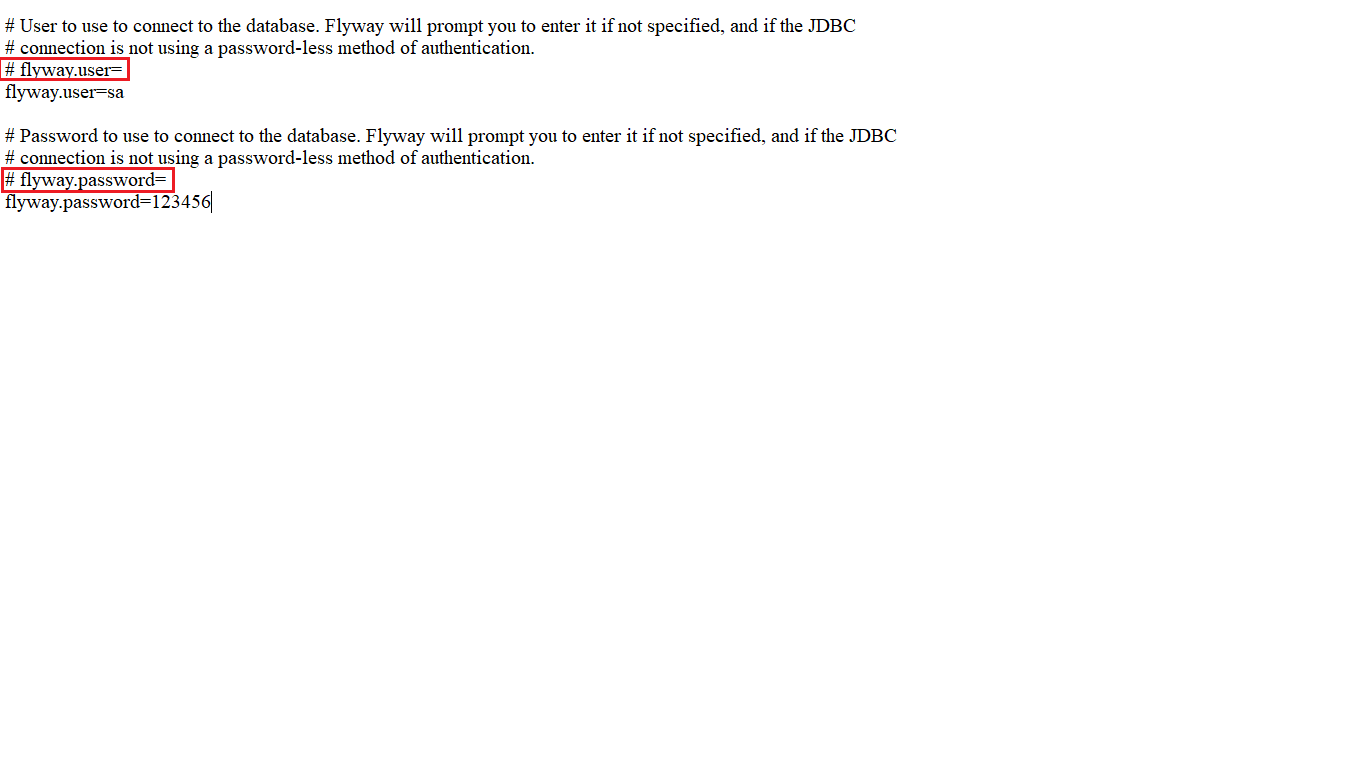 # User to use to connect to the database. Flyway will prompt you to enter it if not specified, and if the JDBC
# connection is not using a password-less method of authentication.
# flyway.user=
flyway.user=sa
# Password to use to connect to the database. Flyway will prompt you to enter it if not specified, and if the JDBC
# connection is not using a password-less method of authentication.
# flyway.password=
flyway.password=123456